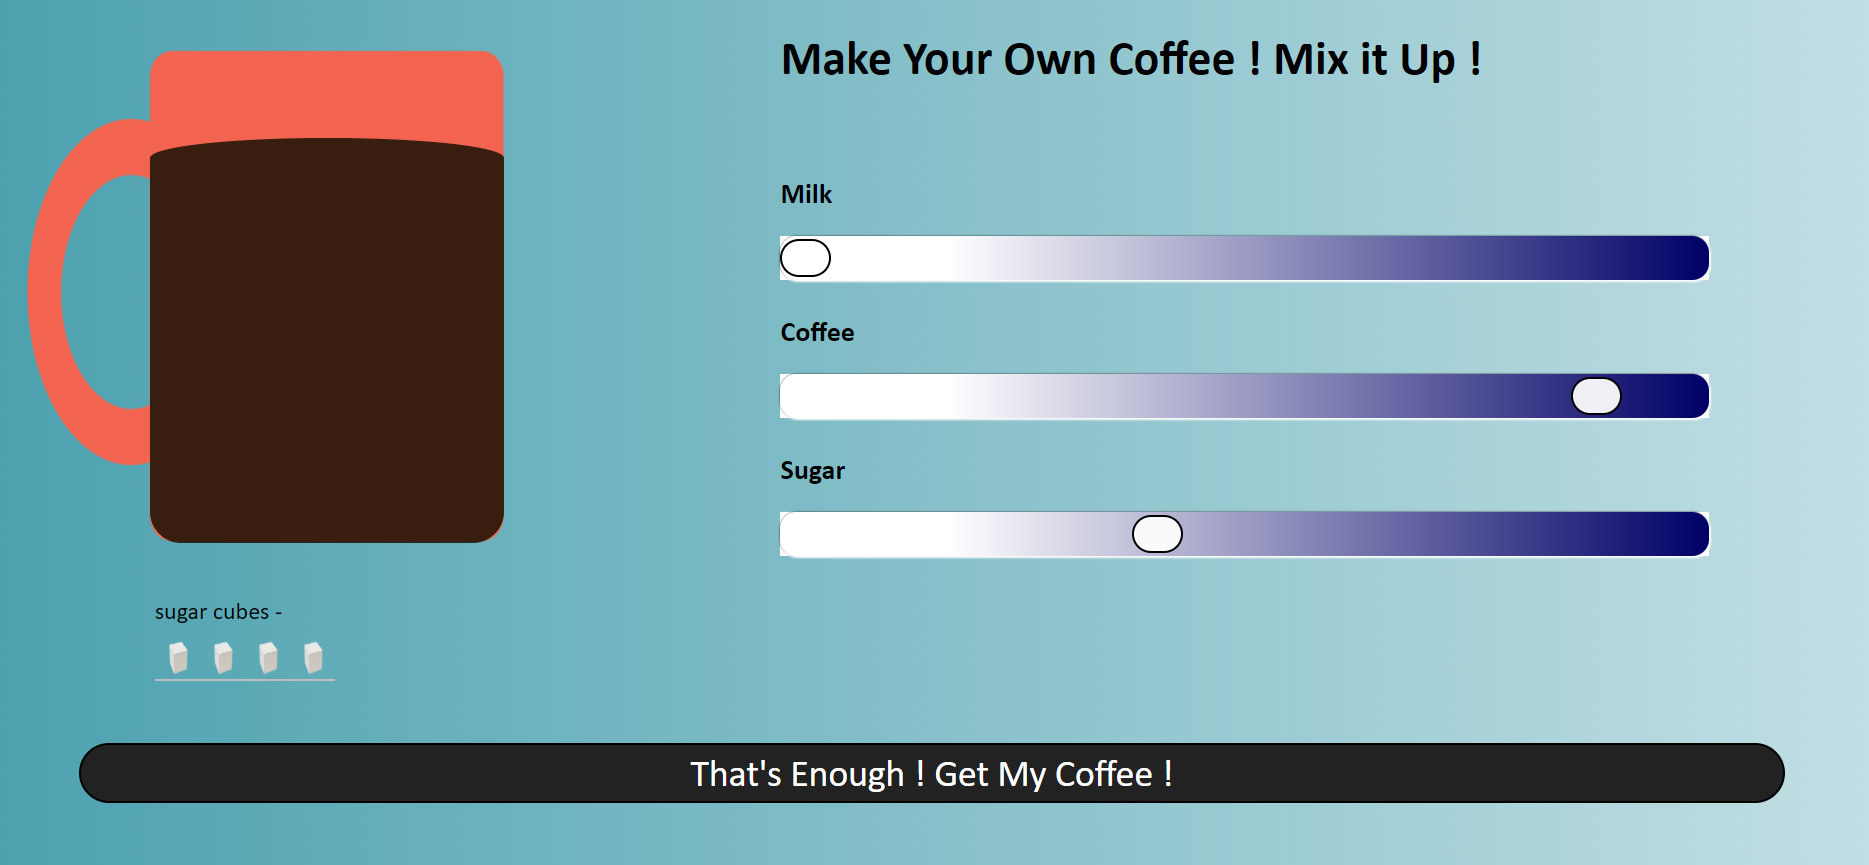 Make Your Own Coffee ! Mix it Up !
Milk
Coffee
Sugar
sugar cubes -
That's Enough ! Get My Coffee !